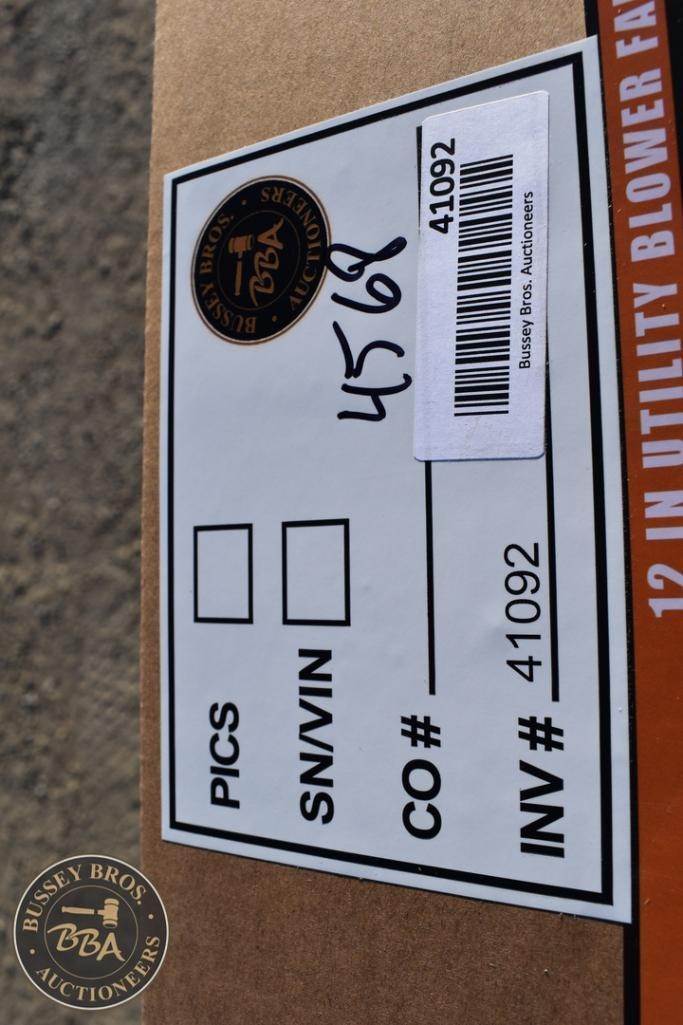 PICS
BUSSEY BROS. AUCTIONEERS
BBA
SN/VIN
4568
CO #
41092
Bussey Bros. Auctioneers
INV # 41092
12 IN UTILITY BLOWER
BUSSEY BROS.
BBA
AUCTIONEERS